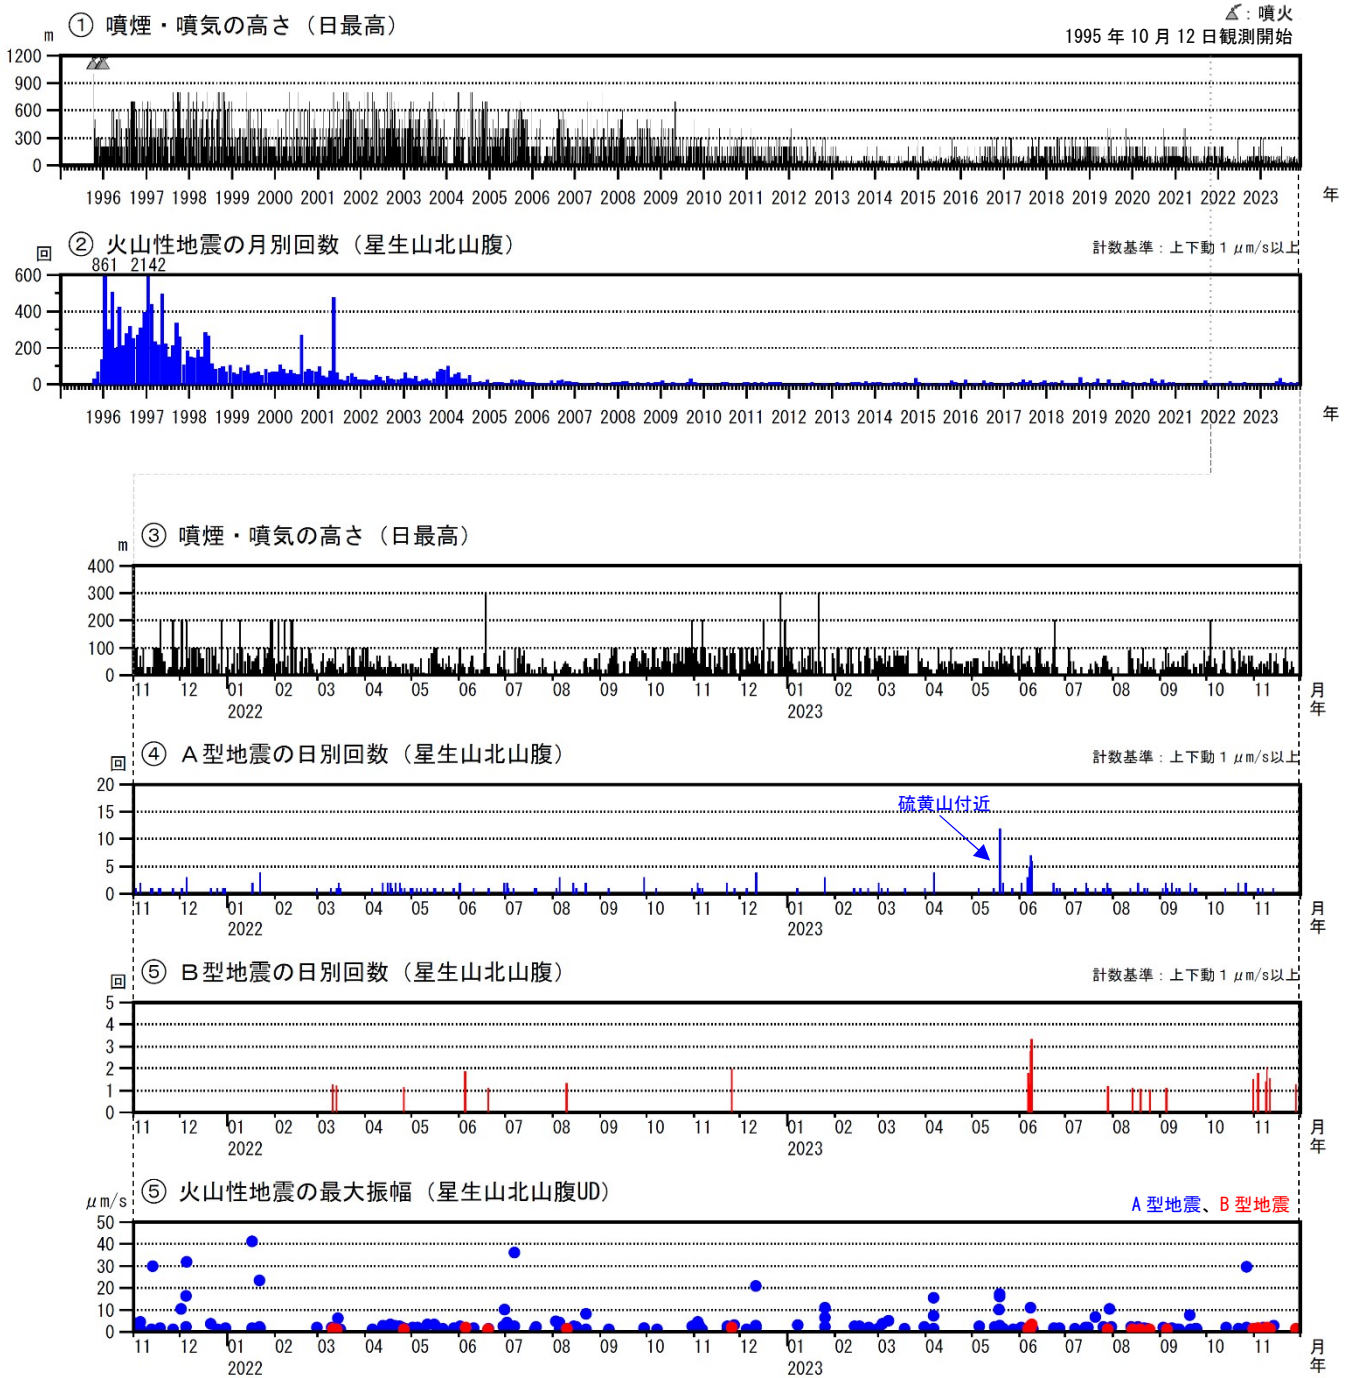 ① 噴煙・噴気の高さ（日最高）
：噴火
1995 年 10 月 12 日観測開始
m
1200
900
600
300
0
1996 1997 1998 1999 2000 2001 2002 2003 2004 2005 2006 2007 2008 2009 2010 2011 2012 2013 2014 2015 2016 2017 2018 2019 2020 2021 2022 2023 年
回 ② 火山性地震の月別回数（星生山北山腹）
計数基準：上下動１μm/s以上
861 2142
600
400
200
0
1996 1997 1998 1999 2000 2001 2002 2003 2004 2005 2006 2007 2008 2009 2010 2011 2012 2013 2014 2015 2016 2017 2018 2019 2020 2021 2022 2023 年
③ 噴煙・噴気の高さ（日最高）
m
400
300
200
100
0
11 12 01 02 03 04 05 06 07 08 09 10 11 12 01 02 03 04 05 06 07 08 09 10 11 月
2022 2023 年
回 ④ Ａ型地震の日別回数（星生山北山腹）
計数基準：上下動１μm/s以上
20
15
10
5
0
硫黄山付近
11 12 01 02 03 04 05 06 07 08 09 10 11 12 01 02 03 04 05 06 07 08 09 10 11 月
2022 2023 年
回 ⑤ Ｂ型地震の日別回数（星生山北山腹）
計数基準：上下動１μm/s以上
5
4
3
2
1
0
11 12 01 02 03 04 05 06 07 08 09 10 11 12 01 02 03 04 05 06 07 08 09 10 11 月
2022 2023 年
μm/s ⑤ 火山性地震の最大振幅（星生山北山腹UD）
A 型地震、B 型地震
50
40
30
20
10
0
11 12 01 02 03 04 05 06 07 08 09 10 11 12 01 02 03 04 05 06 07 08 09 10 11 月
2022 2023 年